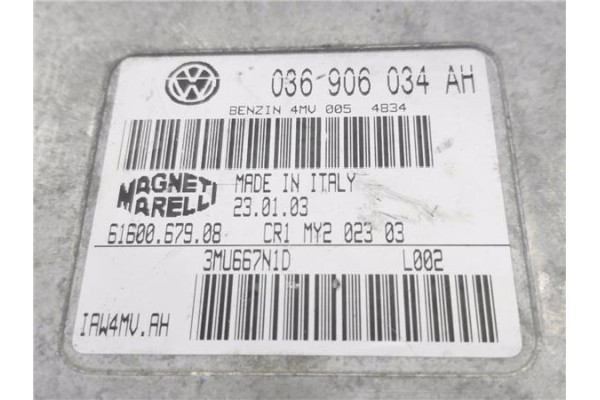 036 906 034 AH
BENZIN 4MV 005 4834
MAGNETI MARELLI
MADE IN ITALY
23.01.03
61600.679.08 CR1 MY2 023 03
3MU667N1D L002
IAW4MV.AH